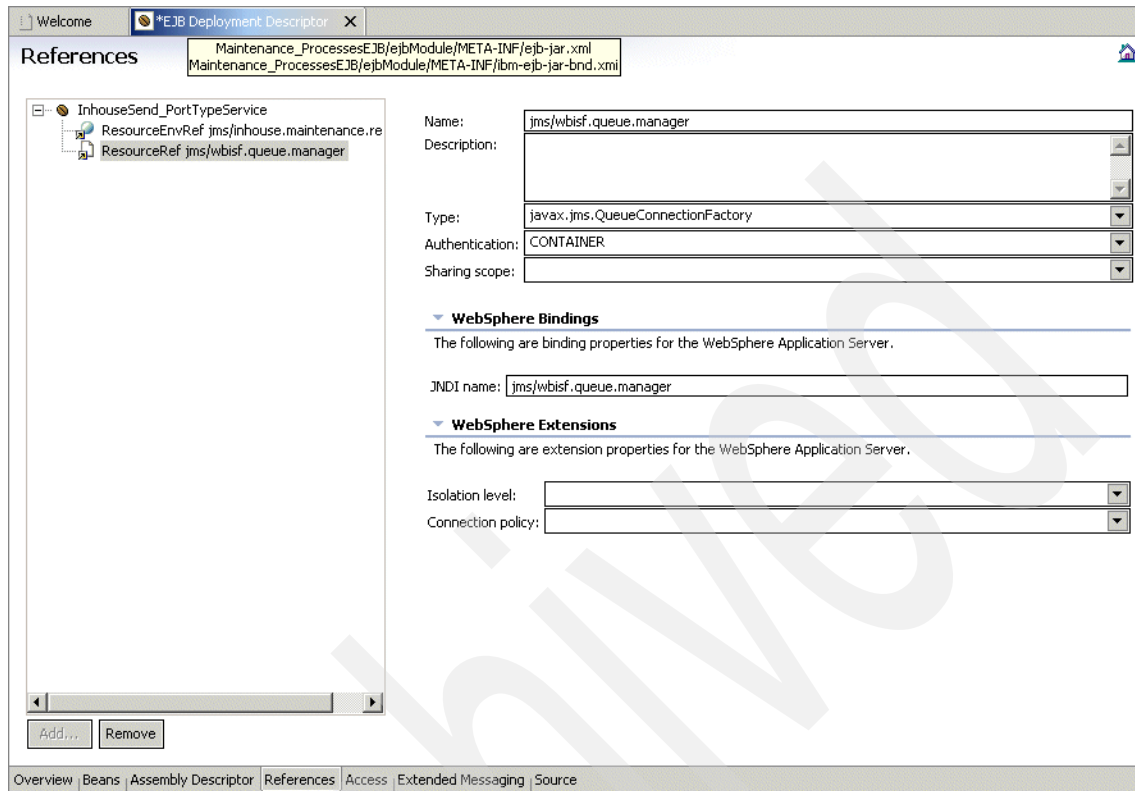 Welcome
*EJB Deployment Descriptor X
References
Maintenance_ProcessesEJB/ejbModule/META-INF/ejb-jar.xml
Maintenance_ProcessesEJB/ejbModule/META-INF/ibm-ejb-jar-bnd.xmi
InhouseSend_PortTypeService
ResourceEnvRef jms/inhouse.maintenance.re
ResourceRef jms/wbisf.queue.manager
Name: jms/wbisf.queue.manager
Description:
Type: javax.jms.QueueConnectionFactory
Authentication: CONTAINER
Sharing scope:
WebSphere Bindings
The following are binding properties for the WebSphere Application Server.
JNDI name: jms/wbisf.queue.manager
WebSphere Extensions
The following are extension properties for the WebSphere Application Server.
Isolation level:
Connection policy:
Add... Remove
Overview Beans Assembly Descriptor References Access Extended Messaging Source
hived